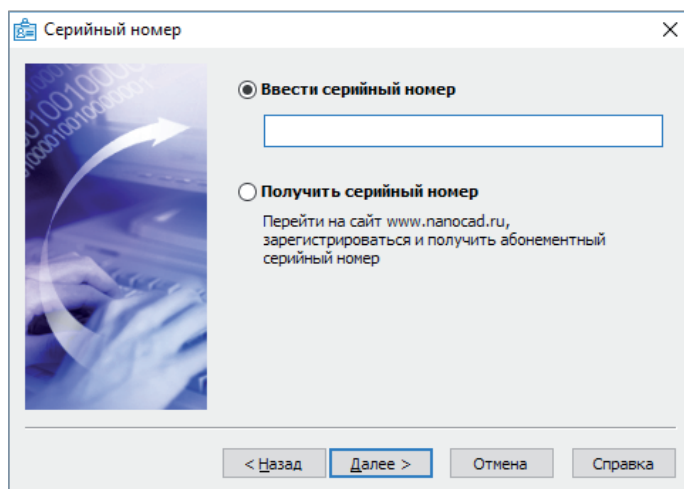 Серийный номер
Ввести серийный номер
Получить серийный номер
Перейти на сайт www.nanocad.ru,
зарегистрироваться и получить абонементный
серийный номер
< Назад
Далее >
Отмена
Справка